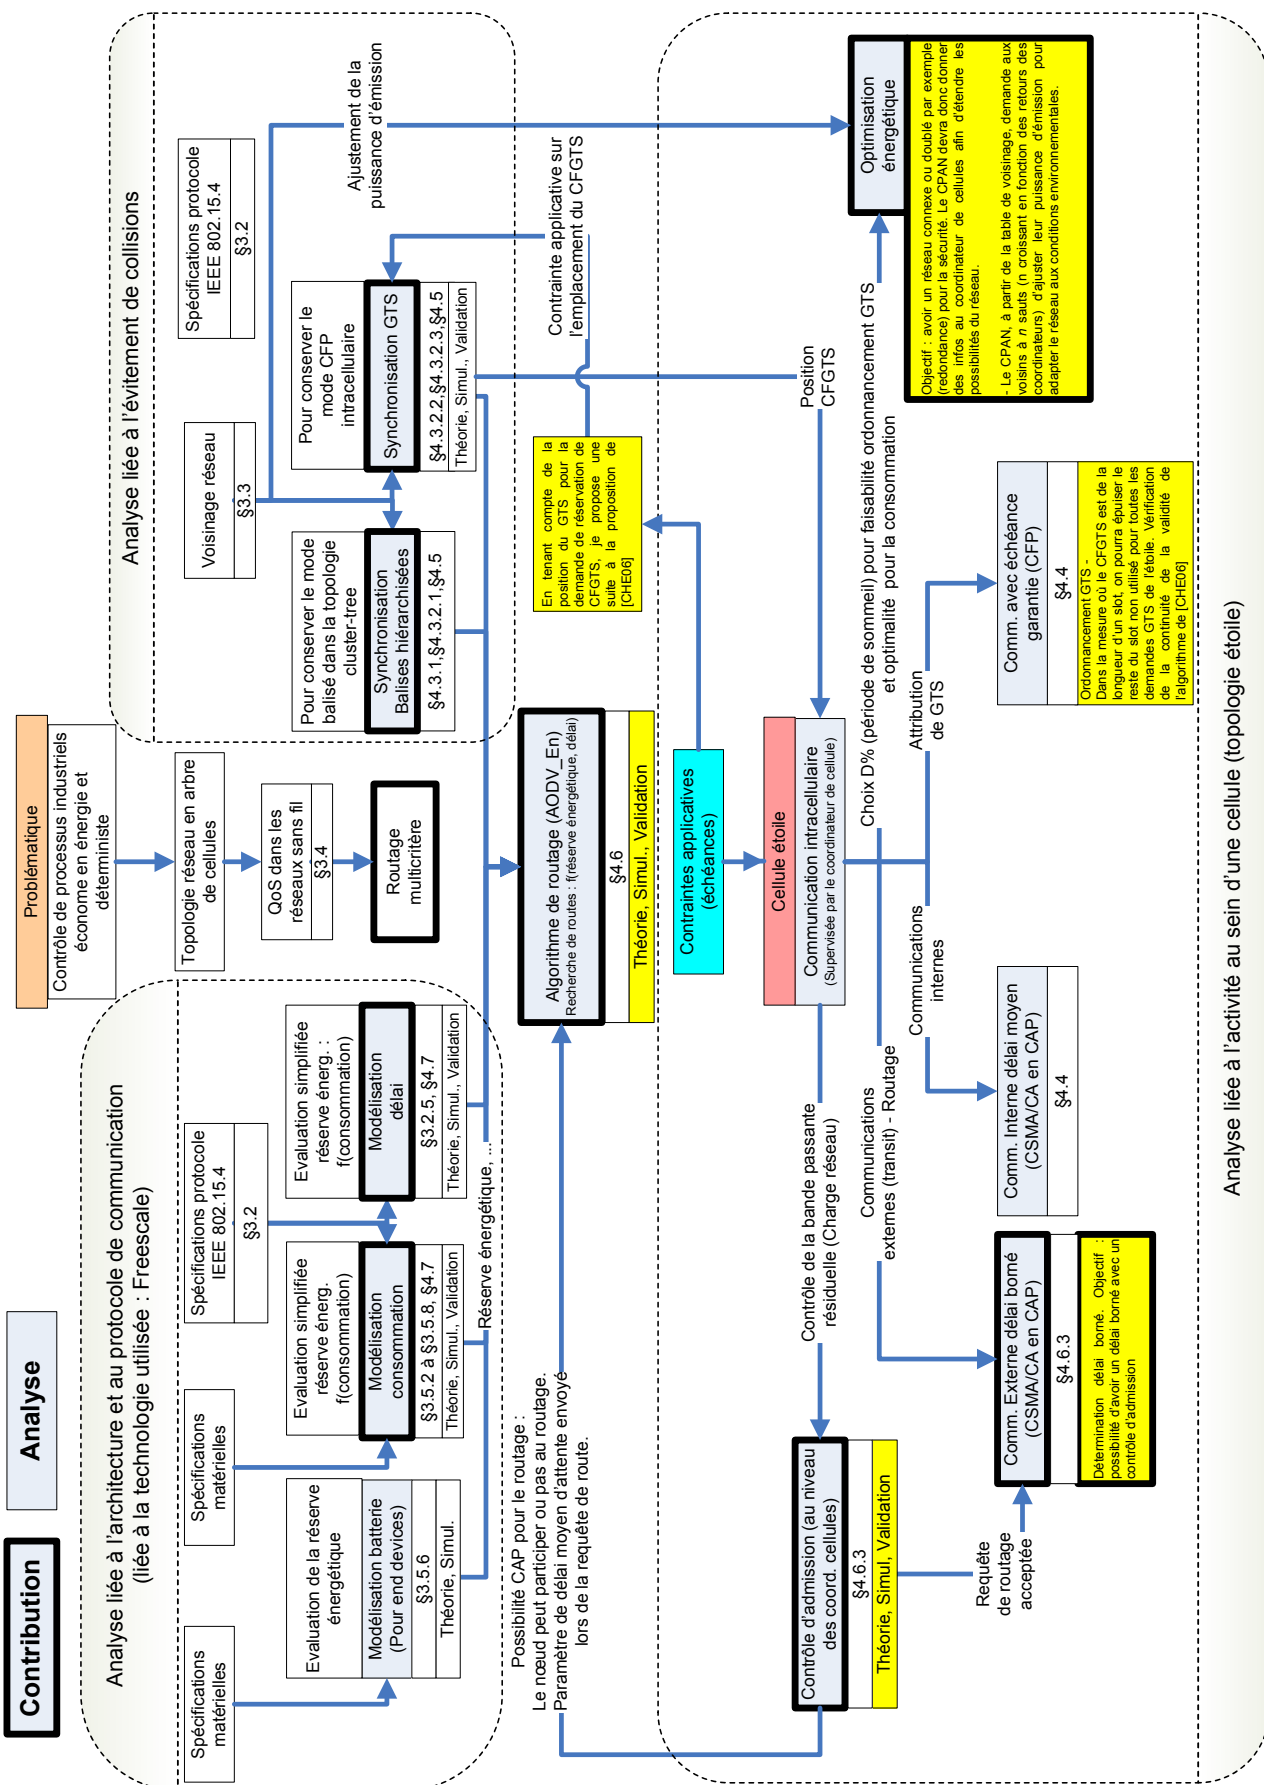 Contribution
Analyse
Analyse liée à l'architecture et au protocole de communication
(liée à la technologie utilisée : Freescale)
Spécifications
matérielles
Evaluation de la réserve
énergétique
Modélisation batterie
(Pour end devices)
§3.5.6
Théorie, Simul.
Spécifications
matérielles
Evaluation simplifiée
réserve énerg.
f(consommation)
Modélisation
consommation
§3.5.2 à §3.5.8, §4.7
Théorie, Simul., Validation
Spécifications protocole
IEEE 802.15.4
§3.2
Evaluation simplifiée
réserve énerg. :
f(consommation)
Modélisation
délai
§3.2.5, §4.7
Théorie, Simul., Validation
Réserve énergétique, ...
Problématique
Contrôle de processus industriels
économe en énergie et
déterministe
Topologie réseau en arbre
de cellules
QoS dans les
réseaux sans fil
§3.4
Routage
multicritère
Analyse liée à l'évitement de collisions
Voisinage réseau
§3.3
Spécifications protocole
IEEE 802.15.4
§3.2
Pour conserver le mode
balisé dans la topologie
cluster-tree
Synchronisation
Balises hiérarchisées
§4.3.1,§4.3.2.1,§4.5
Pour conserver le
mode CFP
intracellulaire
Synchronisation GTS
§4.3.2.2,§4.3.2.3,§4.5
Théorie, Simul., Validation
Ajustement de la
puissance d'émission
Contrainte applicative sur
l'emplacement du CFGTS
En tenant compte de la
position du GTS pour la
demande de réservation de
CFGTS, je propose une
suite à la proposition de
[CHE06]
Possibilité CAP pour le routage :
Le nœud peut participer ou pas au routage.
Paramètre de délai moyen d'attente envoyé
lors de la requête de route.
Algorithme de routage (AODV_En)
Recherche de routes : f(réserve énergétique, délai)
§4.6
Théorie, Simul., Validation
Contraintes applicatives
(échéances)
Cellule étoile
Communication intracellulaire
(Supervisée par le coordinateur de cellule)
Position
CFGTS
Contrôle de la bande passante
résiduelle (Charge réseau)
Choix D% (période de sommeil) pour faisabilité ordonnancement GTS
et optimalité pour la consommation
Communications
externes (transit) - Routage
Communications
internes
Attribution
de GTS
Contrôle d'admission (au niveau
des coord. cellules)
§4.6.3
Théorie, Simul, Validation
Requête
de routage
acceptée
Comm. Externe délai borné
(CSMA/CA en CAP)
§4.6.3
Détermination délai borné. Objectif :
possibilité d'avoir un délai borné avec un
contrôle d'admission
Comm. Interne délai moyen
(CSMA/CA en CAP)
§4.4
Comm. avec échéance
garantie (CFP)
§4.4
Ordonnancement GTS -
Dans la mesure où le CFGTS est de la
longueur d'un slot, on pourra épuiser le
reste du slot non utilisé pour toutes les
demandes GTS de l'étoile. Vérification
de la continuité de la validité de
l'algorithme de [CHE06]
Optimisation
énergétique
Objectif : avoir un réseau connexe ou doublé par exemple
(redondance) pour la sécurité. Le CPAN devra donc donner
des infos au coordinateur de cellules afin d'étendre les
possibilités du réseau.
- Le CPAN, à partir de la table de voisinage, demande aux
voisins à n sauts (n croissant en fonction des retours des
coordinateurs) d'ajuster leur puissance d'émission pour
adapter le réseau aux conditions environnementales.
Analyse liée à l'activité au sein d'une cellule (topologie étoile)